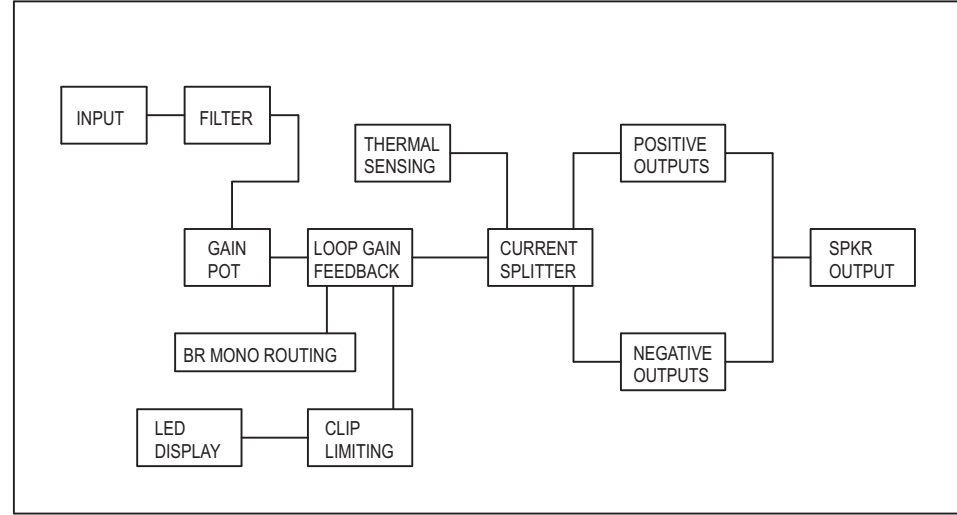 INPUT
FILTER
THERMAL
SENSING
POSITIVE
OUTPUTS
GAIN
POT
LOOP GAIN
FEEDBACK
CURRENT
SPLITTER
SPKR
OUTPUT
BR MONO ROUTING
NEGATIVE
OUTPUTS
LED
DISPLAY
CLIP
LIMITING